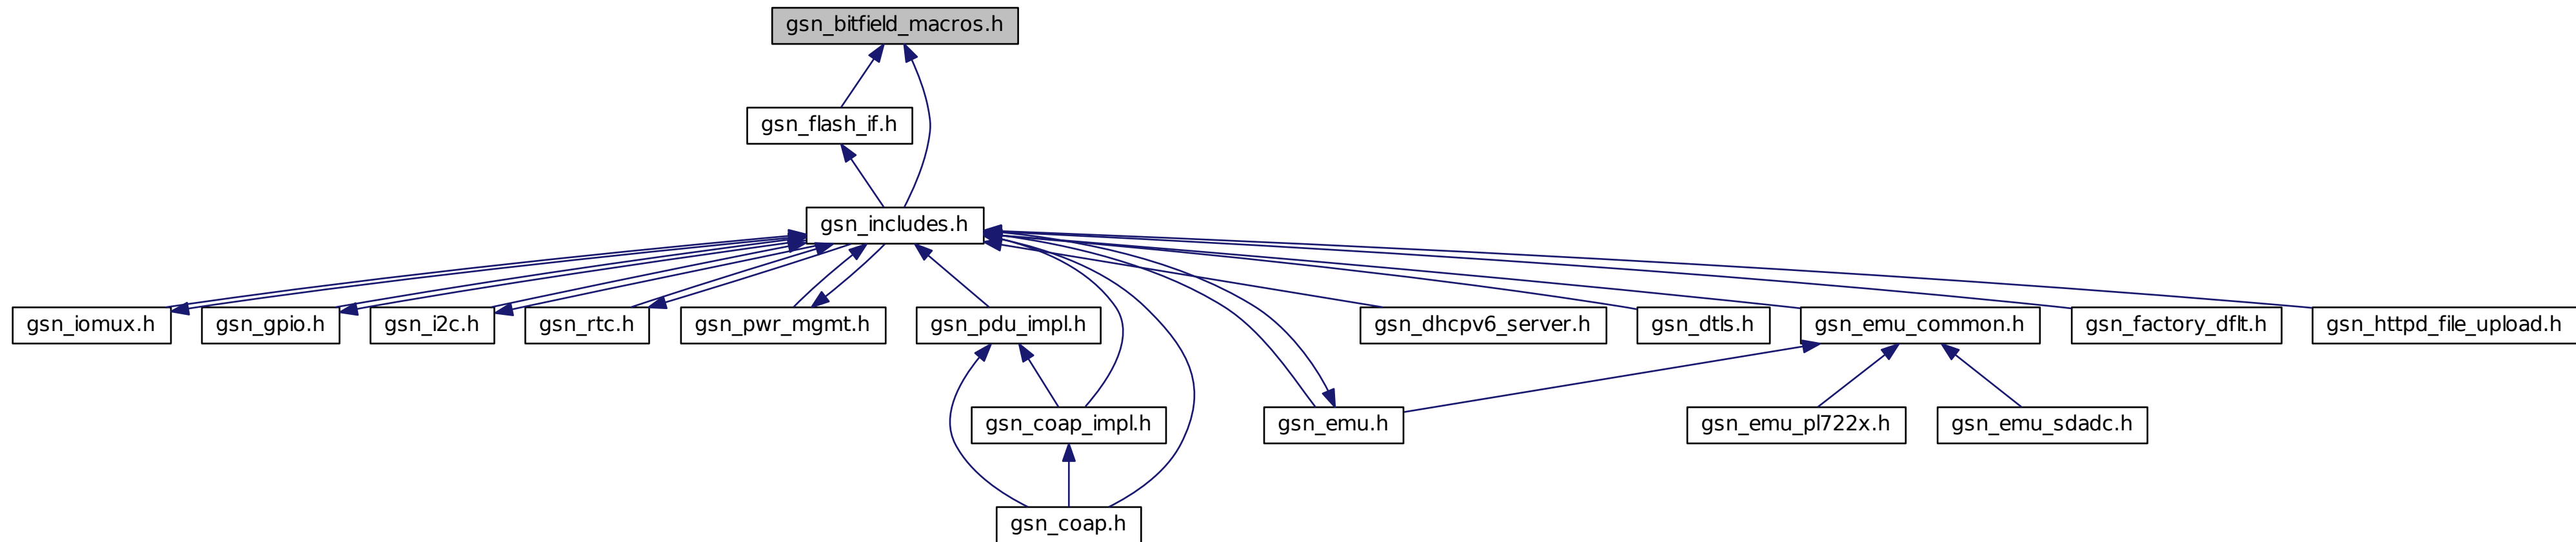 gsn_bitfield_macros.h
gsn_flash_if.h
gsn_includes.h
gsn_iomux.h
gsn_gpio.h
gsn_i2c.h
gsn_rtc.h
gsn_pwr_mgmt.h
gsn_pdu_impl.h
gsn_dhcpv6_server.h
gsn_dtls.h
gsn_emu_common.h
gsn_factory_dflt.h
gsn_httpd_file_upload.h
gsn_coap_impl.h
gsn_emu.h
gsn_emu_pl722x.h
gsn_emu_sdadc.h
gsn_coap.h